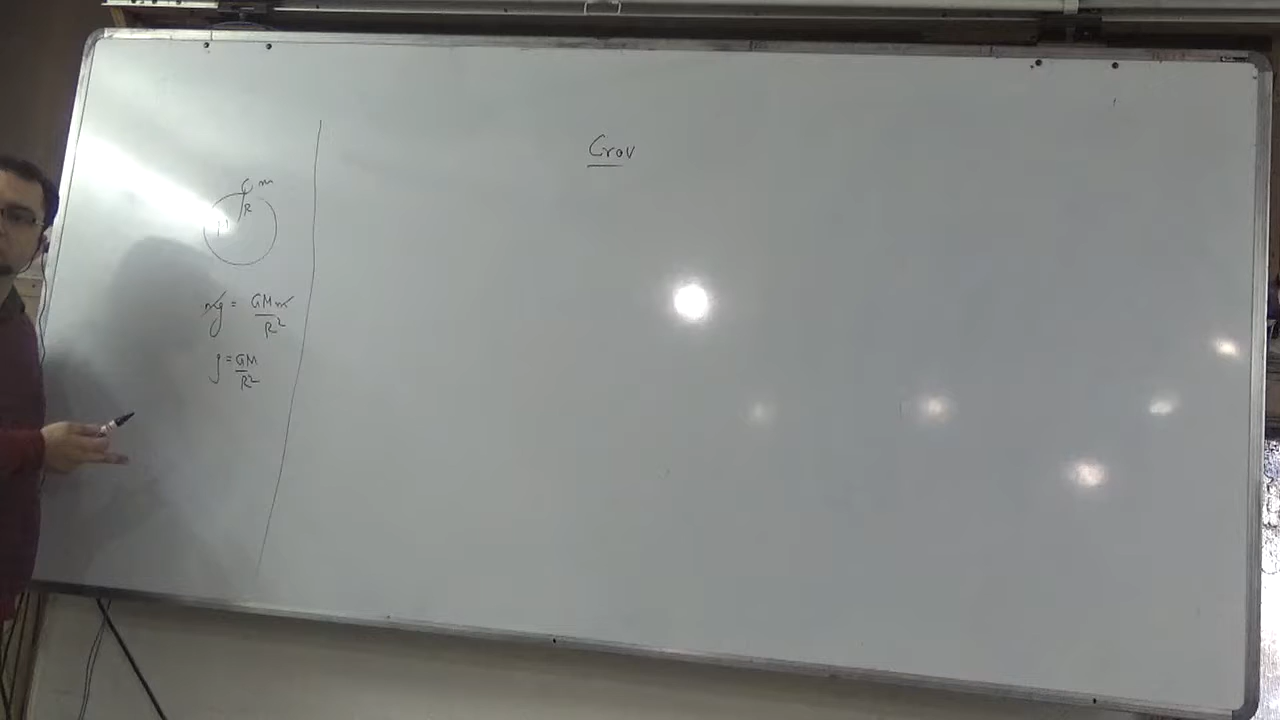 Grav
m
R
M
mg = GMm/R²
g = GM/R²